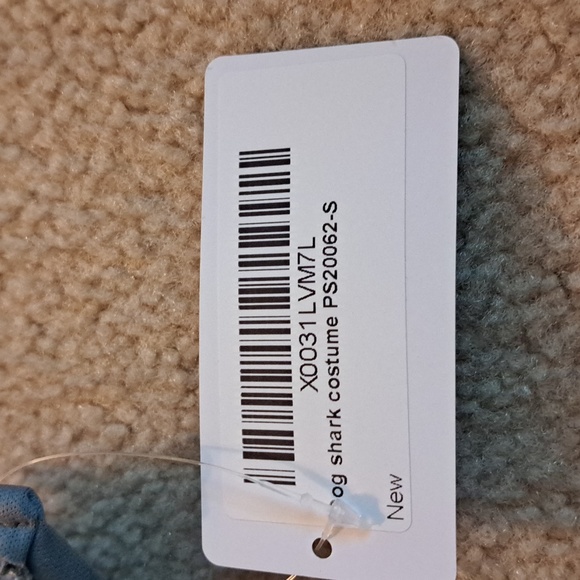 X0031LVM7L
og shark costume PS20062-S
New